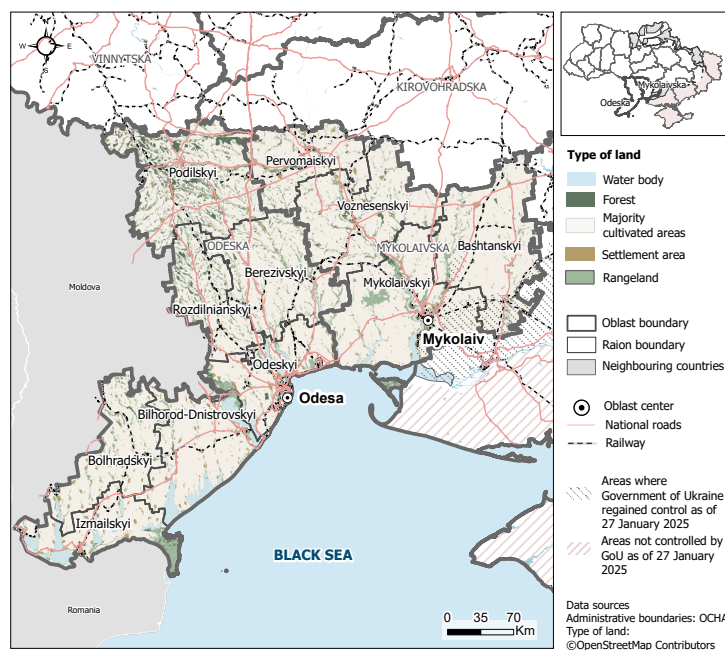 W
E
S
VINNYTSKA
KIROVOHRADSKA
Podilskyi
Pervomaiskyi
Voznesenskyi
ODESKA
MYKOLAIVSKA
Bashtanskyi
Berezivskyi
Mykolaivskyi
Moldova
Rozdilnianskyi
Mykolaiv
Odeskyi
Odesa
Bilhorod-Dnistrovskyi
Bolhradskyi
Izmailskyi
BLACK SEA
Romania
0 35 70
Km
Mykolaivska
Odeska
Type of land
Water body
Forest
Majority
cultivated areas
Settlement area
Rangeland
Oblast boundary
Raion boundary
Neighbouring countries
Oblast center
National roads
Railway
Areas where
Government of Ukraine
regained control as of
27 January 2025
Areas not controlled by
GoU as of 27 January
2025
Data sources
Administrative boundaries: OCHA
Type of land:
©OpenStreetMap Contributors